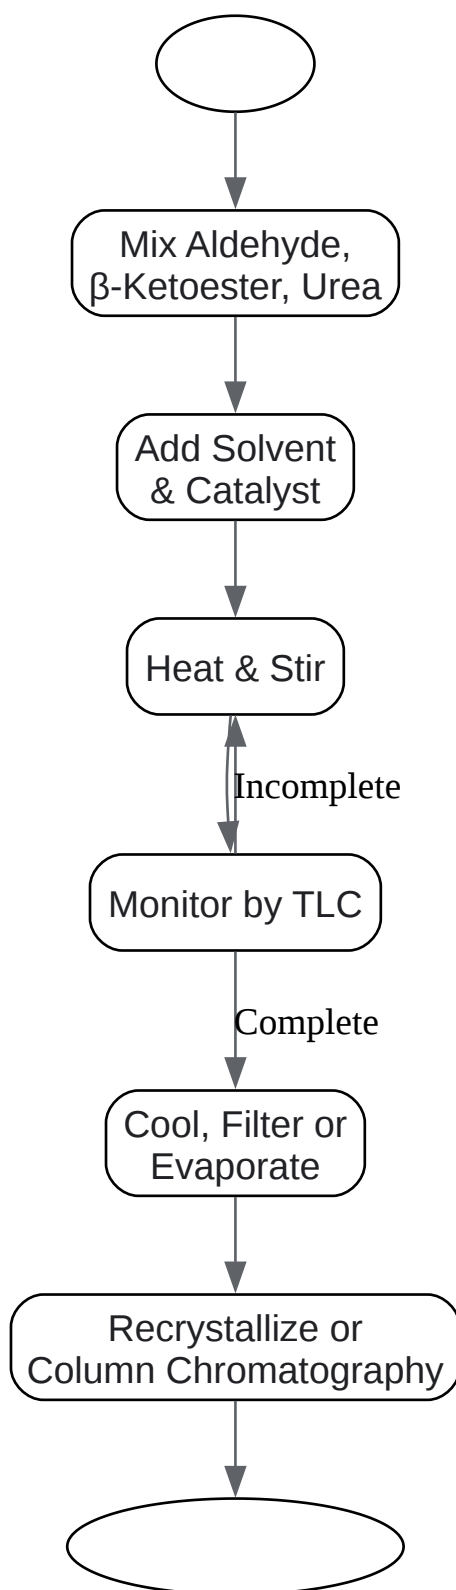 Mix Aldehyde,
β-Ketoester, Urea
Add Solvent
& Catalyst
Heat & Stir
Incomplete
Monitor by TLC
Complete
Cool, Filter or
Evaporate
Recrystallize or
Column Chromatography